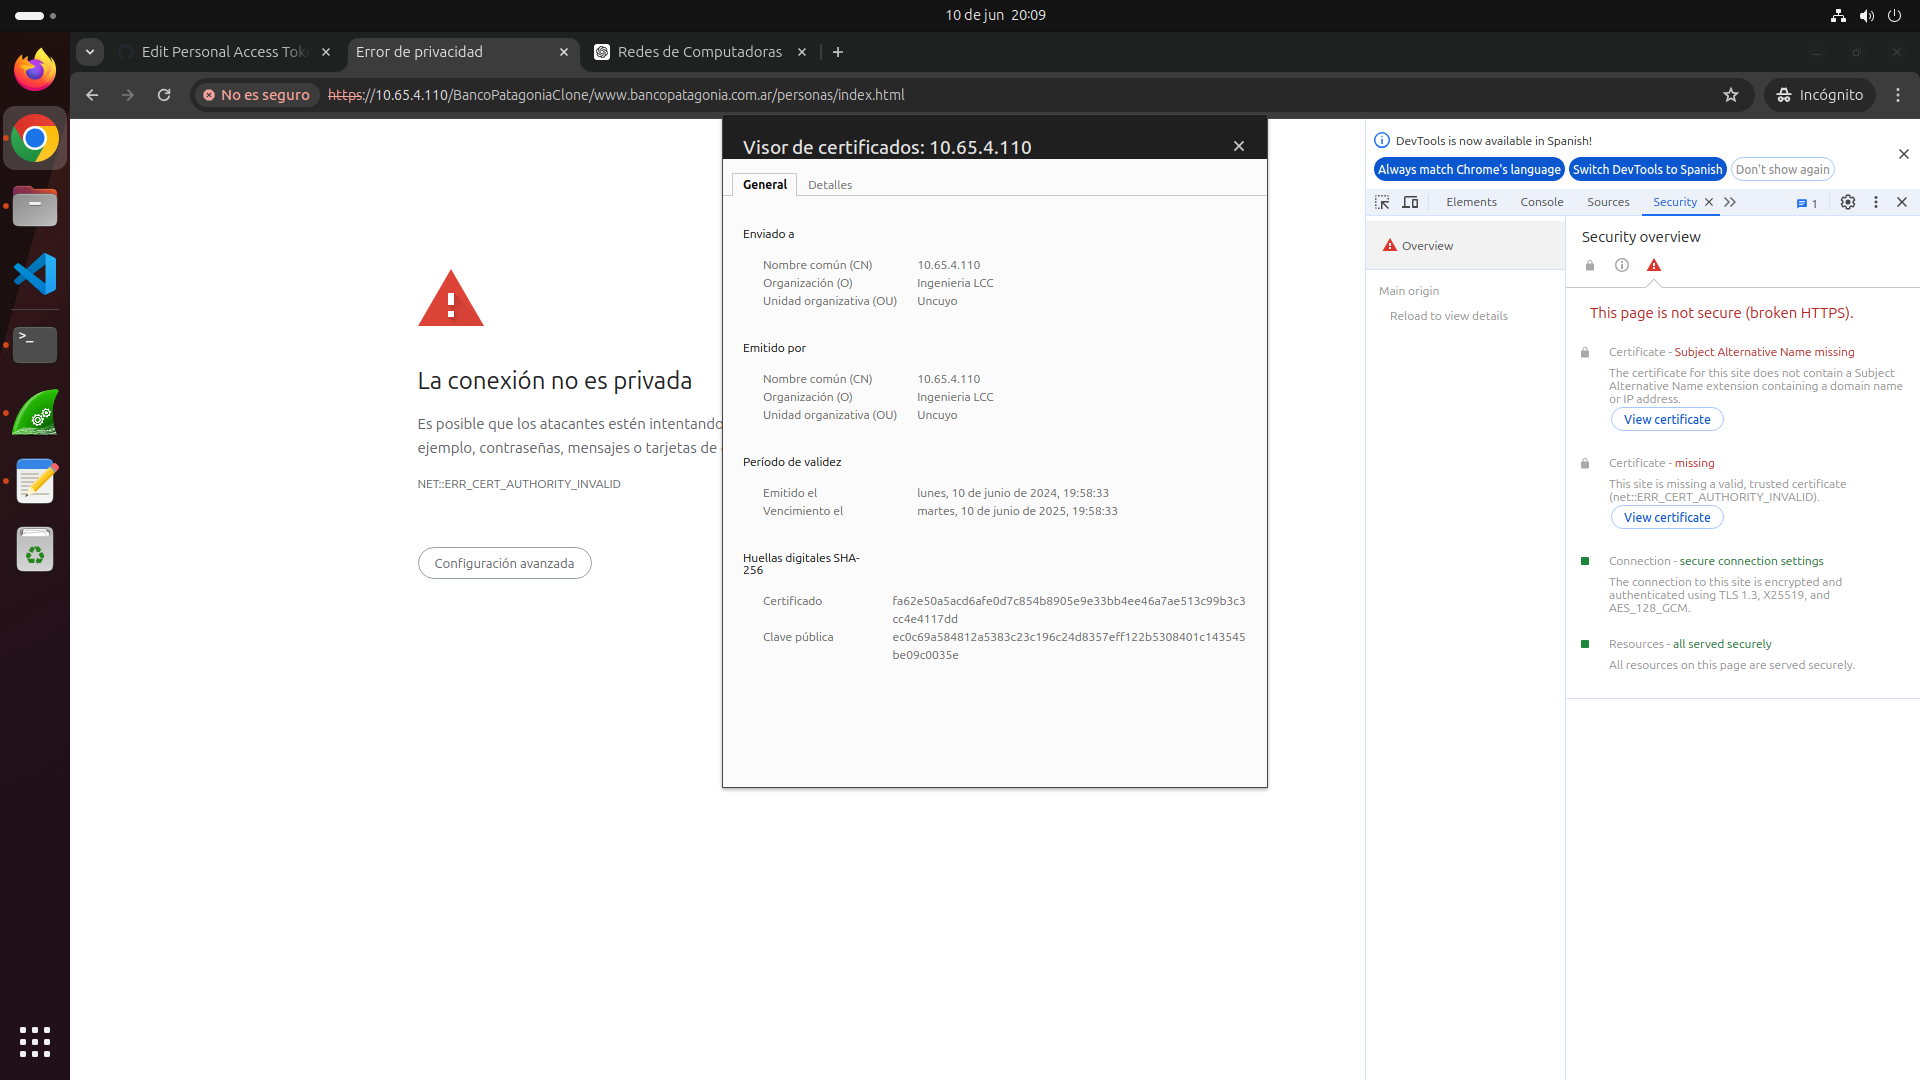 10 de jun 20:09
Edit Personal Access Tok
Error de privacidad
Redes de Computadoras
No es seguro
https://10.65.4.110/BancoPatagoniaClone/www.bancopatagonia.com.ar/personas/index.html
Incógnito
La conexión no es privada
Es posible que los atacantes estén intentando
ejemplo, contraseñas, mensajes o tarjetas de
NET::ERR_CERT_AUTHORITY_INVALID
Configuración avanzada
Visor de certificados: 10.65.4.110
General
Detalles
Enviado a
Nombre común (CN) 10.65.4.110
Organización (O) Ingenieria LCC
Unidad organizativa (OU) Uncuyo
Emitido por
Nombre común (CN) 10.65.4.110
Organización (O) Ingenieria LCC
Unidad organizativa (OU) Uncuyo
Período de validez
Emitido el lunes, 10 de junio de 2024, 19:58:33
Vencimiento el martes, 10 de junio de 2025, 19:58:33
Huellas digitales SHA-
256
Certificado fa62e50a5acd6afe0d7c854b8905e9e33bb4ee46a7ae513c99b3c3
cc4e4117dd
Clave pública ec0c69a584812a5383c23c196c24d8357eff122b5308401c143545
be09c0035e
DevTools is now available in Spanish!
Always match Chrome's language
Switch DevTools to Spanish
Don't show again
Elements
Console
Sources
Security
1
Overview
Main origin
Reload to view details
Security overview
This page is not secure (broken HTTPS).
Certificate - Subject Alternative Name missing
The certificate for this site does not contain a Subject
Alternative Name extension containing a domain name
or IP address.
View certificate
Certificate - missing
This site is missing a valid, trusted certificate
(net::ERR_CERT_AUTHORITY_INVALID).
View certificate
Connection - secure connection settings
The connection to this site is encrypted and
authenticated using TLS 1.3, X25519, and
AES_128_GCM.
Resources - all served securely
All resources on this page are served securely.